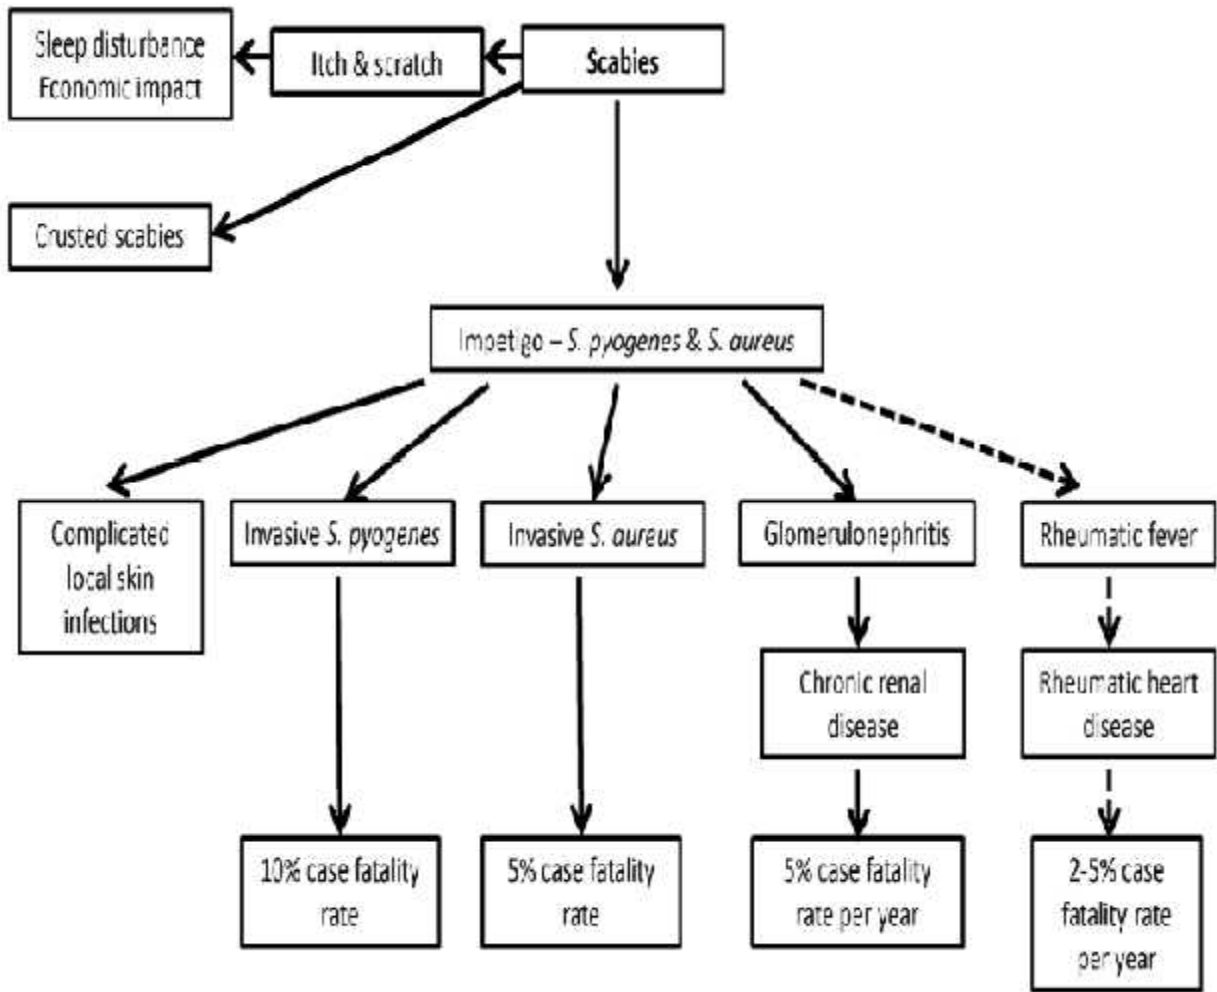 Sleep disturbance
Economic impact
Itch & scratch
Scabies
Crusted scabies
Impetigo – S. pyogenes & S. aureus
Complicated
local skin
infections
Invasive S. pyogenes
Invasive S. aureus
Glomerulonephritis
Rheumatic fever
Chronic renal
disease
Rheumatic heart
disease
10% case fatality
rate
5% case fatality
rate
5% case fatality
rate per year
2-5% case
fatality rate
per year